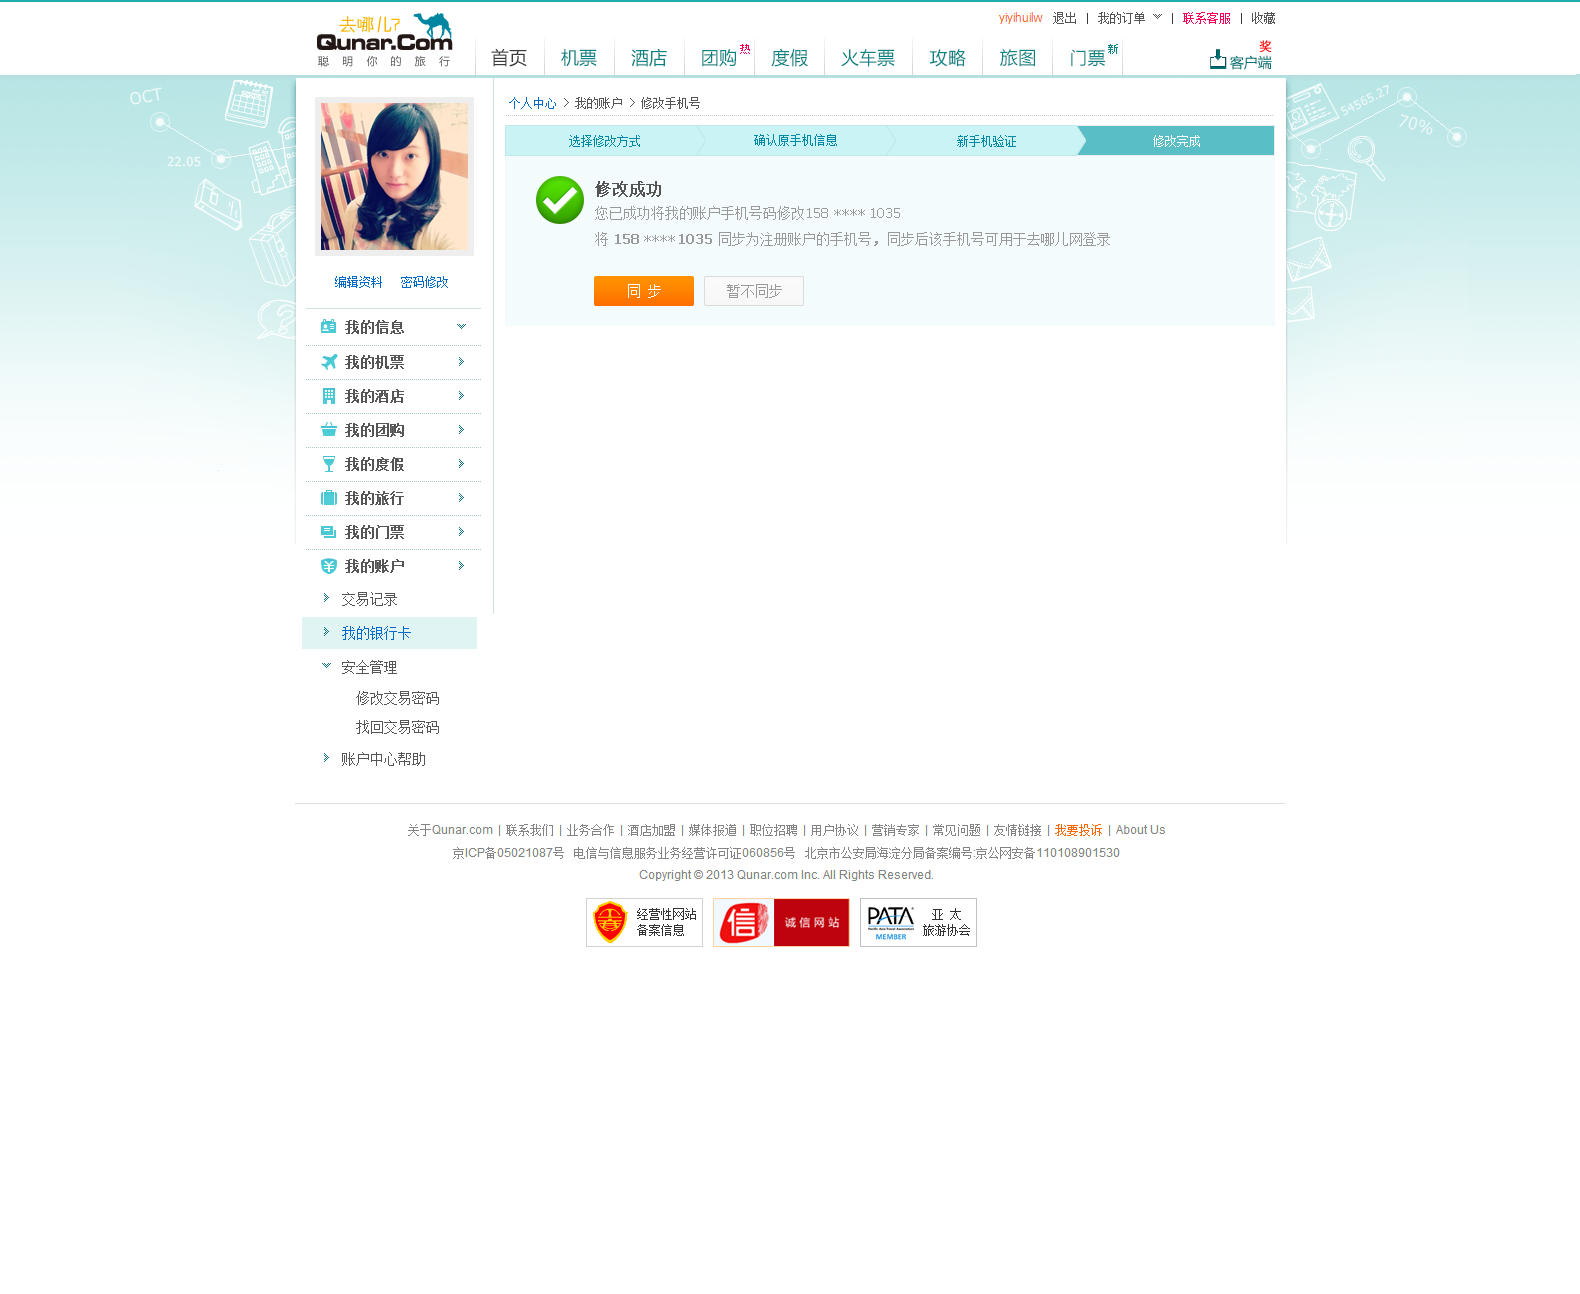 yiyihuilw 退出 | 我的订单 | 联系客服 | 收藏
去哪儿?
Qunar.Com
聪明你的旅行
首页 机票 酒店 团购 热 度假 火车票 攻略 旅图 门票 新
奖
客户端
OCT
22.05
54565.27
70%
个人中心 > 我的账户 > 修改手机号
选择修改方式 确认原手机信息 新手机验证 修改完成
修改成功
您已成功将我的账户手机号码修改158 **** 1035
将 158 **** 1035 同步为注册账户的手机号，同步后该手机号可用于去哪儿网登录
同 步 暂不同步
编辑资料 密码修改
我的信息
我的机票
我的酒店
我的团购
我的度假
我的旅行
我的门票
我的账户
交易记录
我的银行卡
安全管理
修改交易密码
找回交易密码
账户中心帮助
关于Qunar.com | 联系我们 | 业务合作 | 酒店加盟 | 媒体报道 | 职位招聘 | 用户协议 | 营销专家 | 常见问题 | 友情链接 | 我要投诉 | About Us
京ICP备05021087号 电信与信息服务业务经营许可证060856号 北京市公安局海淀分局备案编号:京公网安备110108901530
Copyright © 2013 Qunar.com Inc. All Rights Reserved.
经营性网站
备案信息
信 诚信网站
PATA
MEMBER
亚 太
旅游协会